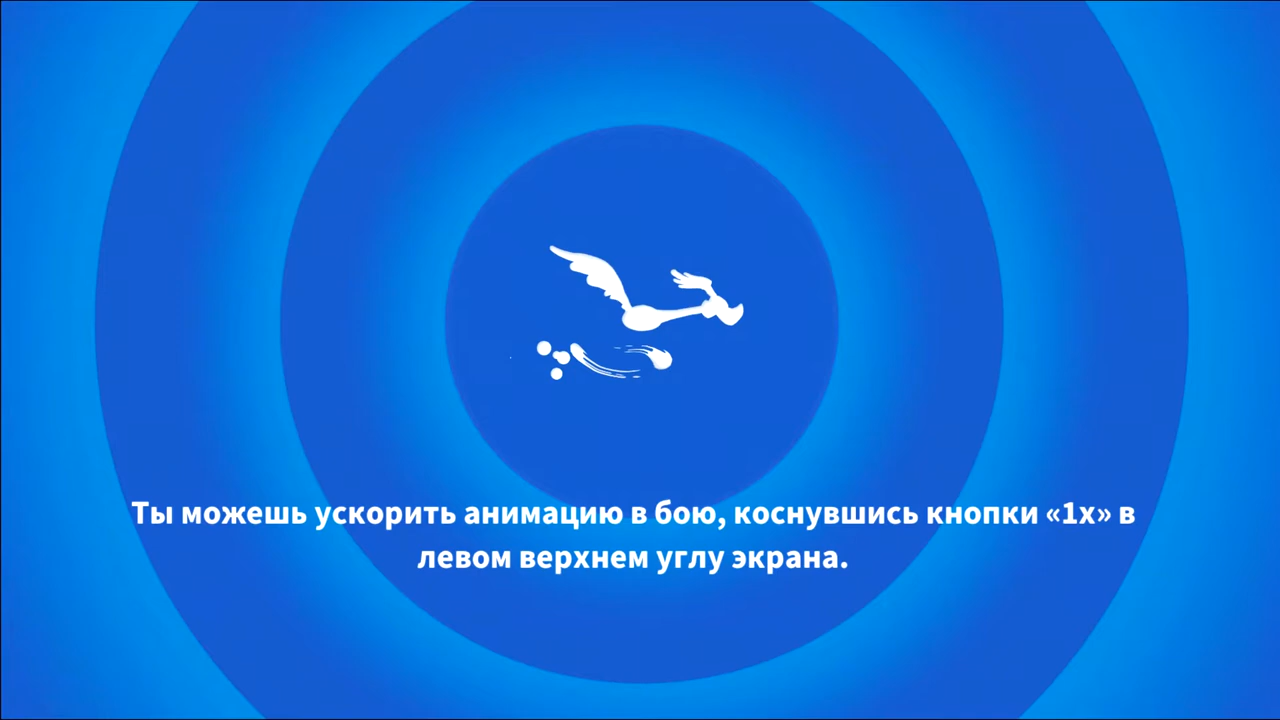 Ты можешь ускорить анимацию в бою, коснувшись кнопки «1x» в
левом верхнем углу экрана.